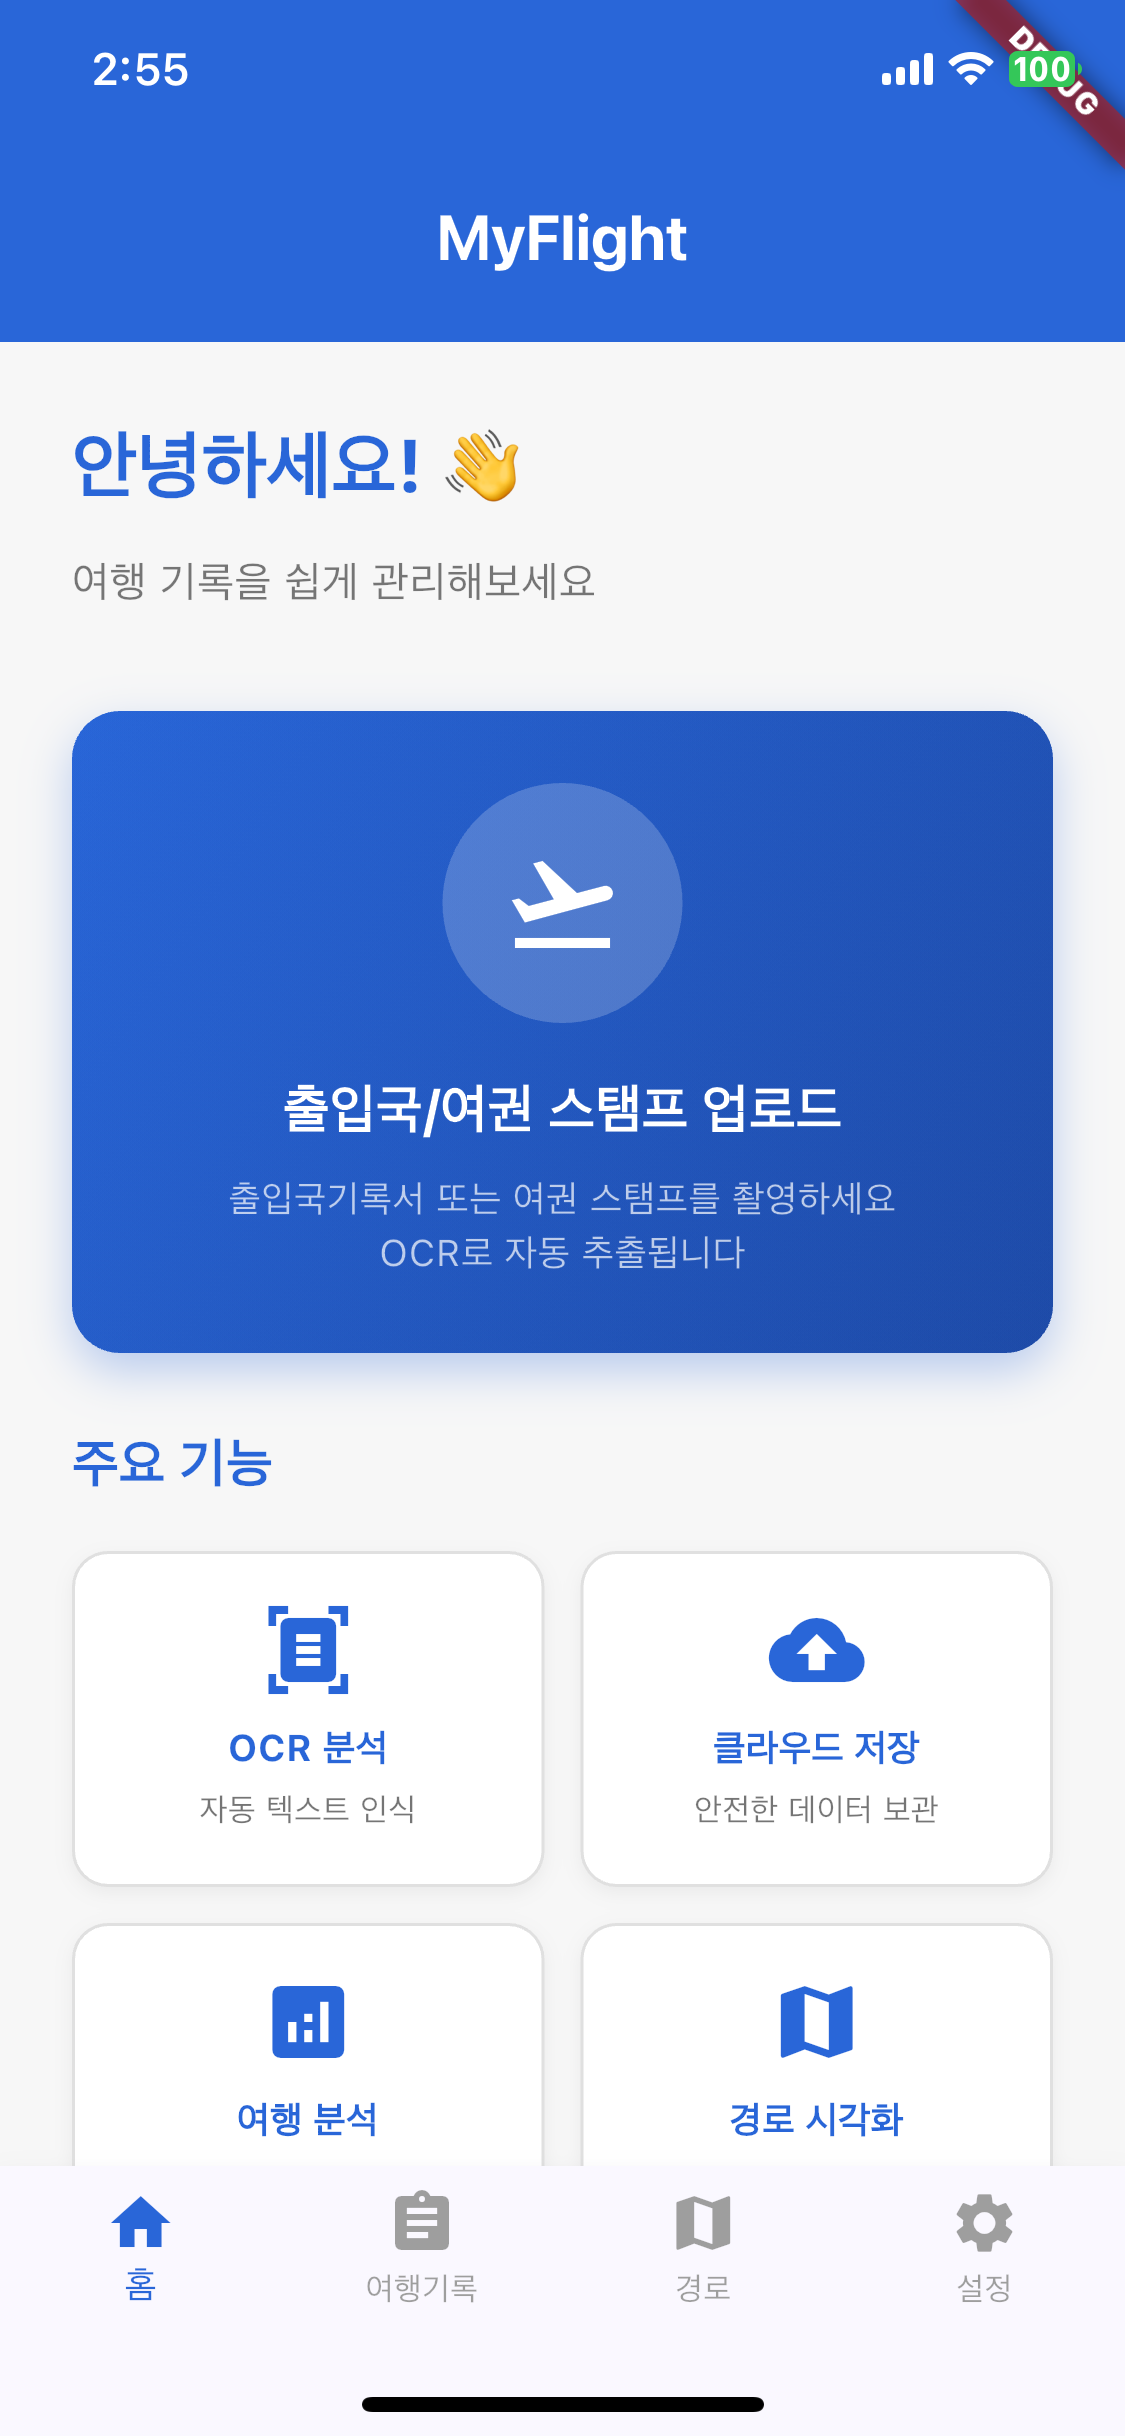 2:55
100
MyFlight
안녕하세요! 👋
여행 기록을 쉽게 관리해보세요
출입국/여권 스탬프 업로드
출입국기록서 또는 여권 스탬프를 촬영하세요
OCR로 자동 추출됩니다
주요 기능
OCR 분석
클라우드 저장
자동 텍스트 인식
안전한 데이터 보관
여행 분석
경로 시각화
홈
여행기록
경로
설정